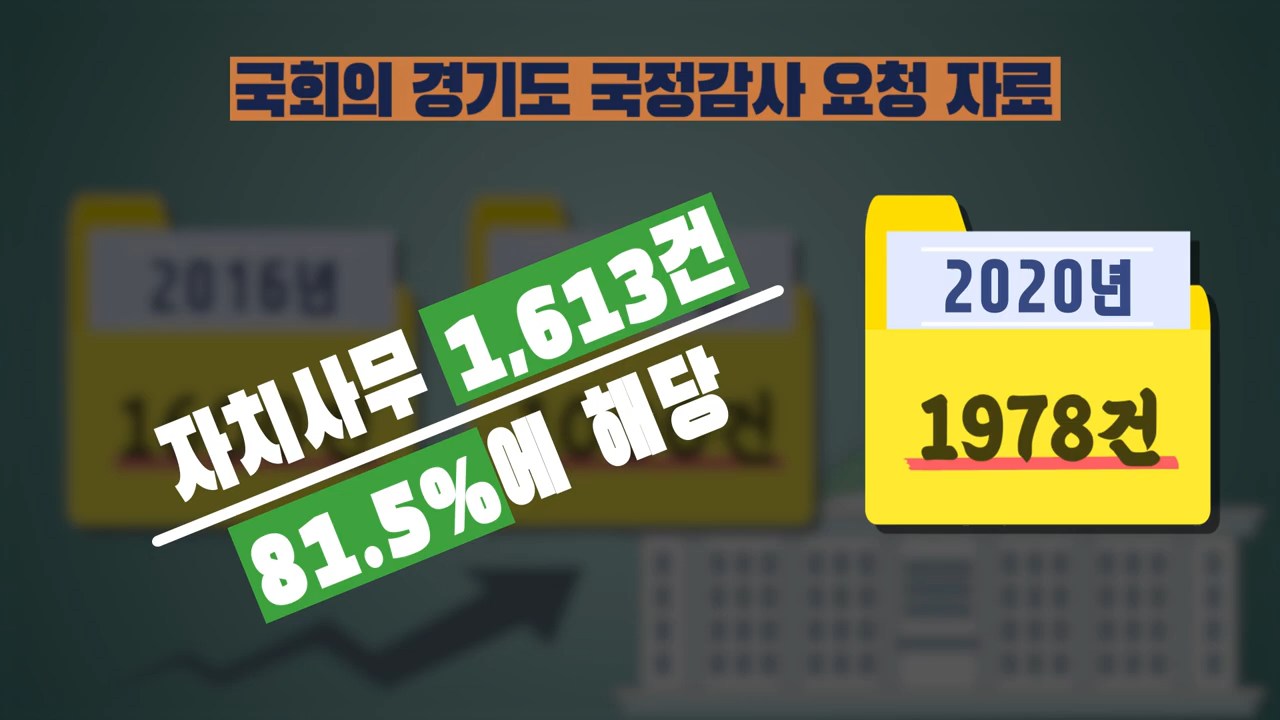 국회의 경기도 국정감사 요청 자료
2016년
2020년
1978건
자치사무 1,613건
81.5%에 해당